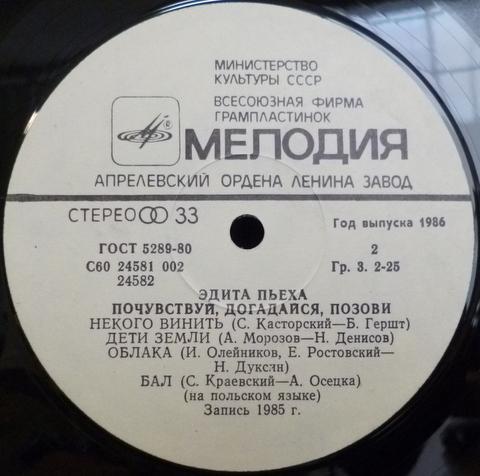 МИНИСТЕРСТВО
КУЛЬТУРЫ СССР
ВСЕСОЮЗНАЯ ФИРМА
ГРАМПЛАСТИНОК
МЕЛОДИЯ
АПРЕЛЕВСКИЙ ОРДЕНА ЛЕНИНА ЗАВОД
СТЕРЕО 33
Год выпуска 1986
ГОСТ 5289-80
2
С60 24581 002
Гр. 3. 2-25
24582
ЭДИТА ПЬЕХА
ПОЧУВСТВУЙ, ДОГАДАЙСЯ, ПОЗОВИ
НЕКОГО ВИНИТЬ (С. Касторский—Б. Гершт)
ДЕТИ ЗЕМЛИ (А. Морозов—Н. Денисов)
ОБЛАКА (И. Олейников, Е. Ростовский—
Н. Дуксин)
БАЛ (С. Краевский—А. Осецка)
(на польском языке)
Запись 1985 г.